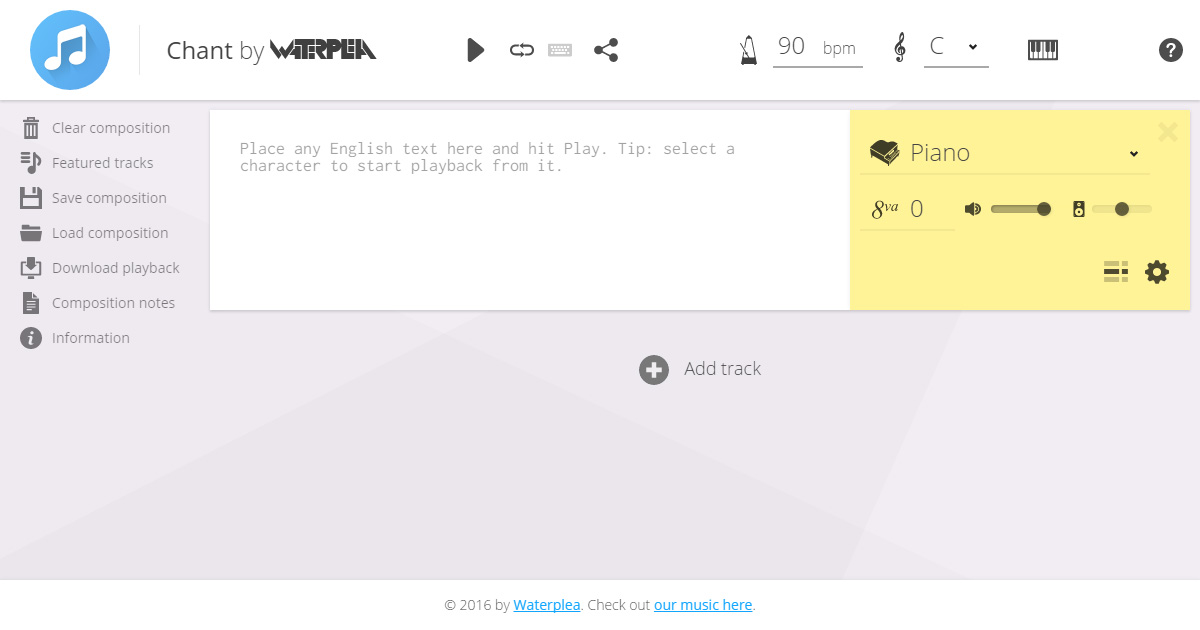 Chant by WATERPLEA
90 bpm
C
?
Clear composition
Featured tracks
Save composition
Load composition
Download playback
Composition notes
Information
Place any English text here and hit Play. Tip: select a
character to start playback from it.
Piano
8va 0
Add track
© 2016 by Waterplea. Check out our music here.